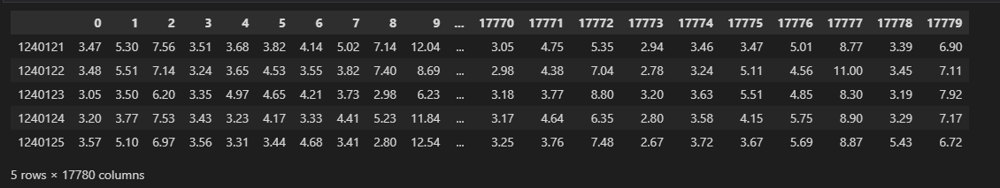 0 1 2 3 4 5 6 7 8 9 ... 17770 17771 17772 17773 17774 17775 17776 17777 17778 17779
1240121 3.47 5.30 7.56 3.51 3.68 3.82 4.14 5.02 7.14 12.04 ... 3.05 4.75 5.35 2.94 3.46 3.47 5.01 8.77 3.39 6.90
1240122 3.48 5.51 7.14 3.24 3.65 4.53 3.55 3.82 7.40 8.69 ... 2.98 4.38 7.04 2.78 3.24 5.11 4.56 11.00 3.45 7.11
1240123 3.05 3.50 6.20 3.35 4.97 4.65 4.21 3.73 2.98 6.23 ... 3.18 3.77 8.80 3.20 3.63 5.51 4.85 8.30 3.19 7.92
1240124 3.20 3.77 7.53 3.43 3.23 4.17 3.33 4.41 5.23 11.84 ... 3.17 4.64 6.35 2.80 3.58 4.15 5.75 8.90 3.29 7.17
1240125 3.57 5.10 6.97 3.56 3.31 3.44 4.68 3.41 2.80 12.54 ... 3.25 3.76 7.48 2.67 3.72 3.67 5.69 8.87 5.43 6.72
5 rows × 17780 columns